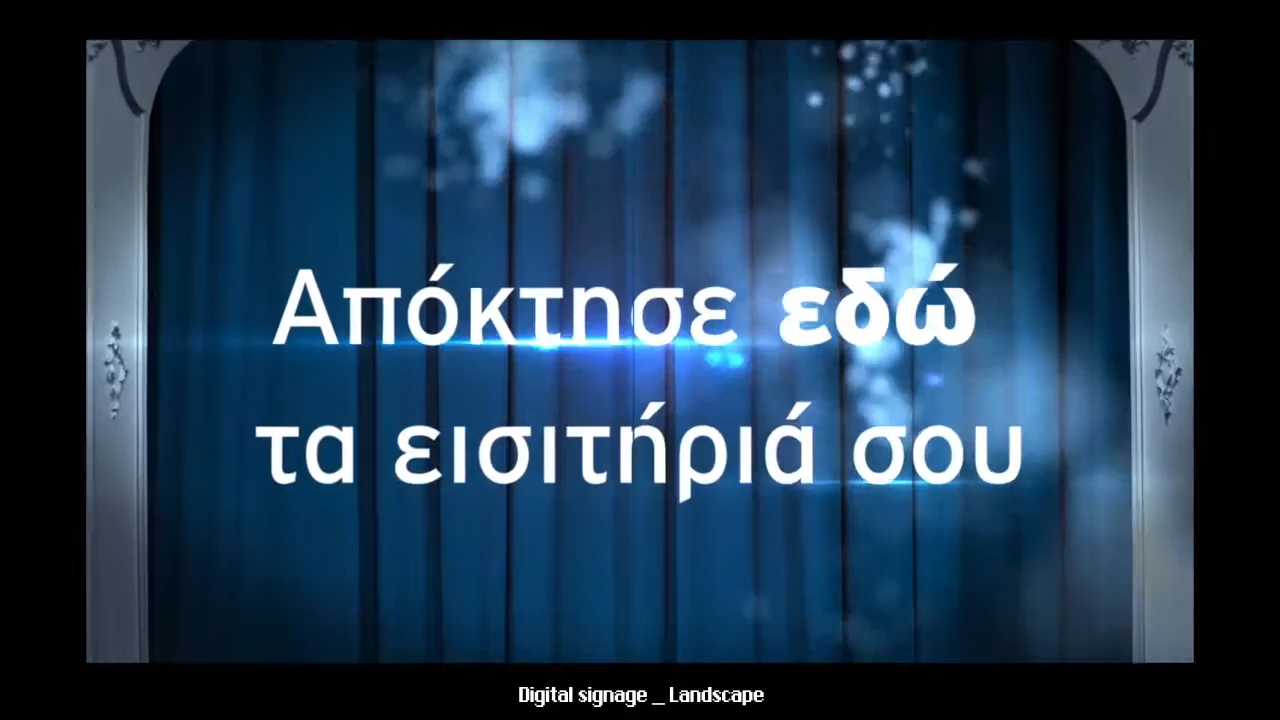 Απόκτησε εδώ
τα εισιτήριά σου
Digital signage _ Landscape